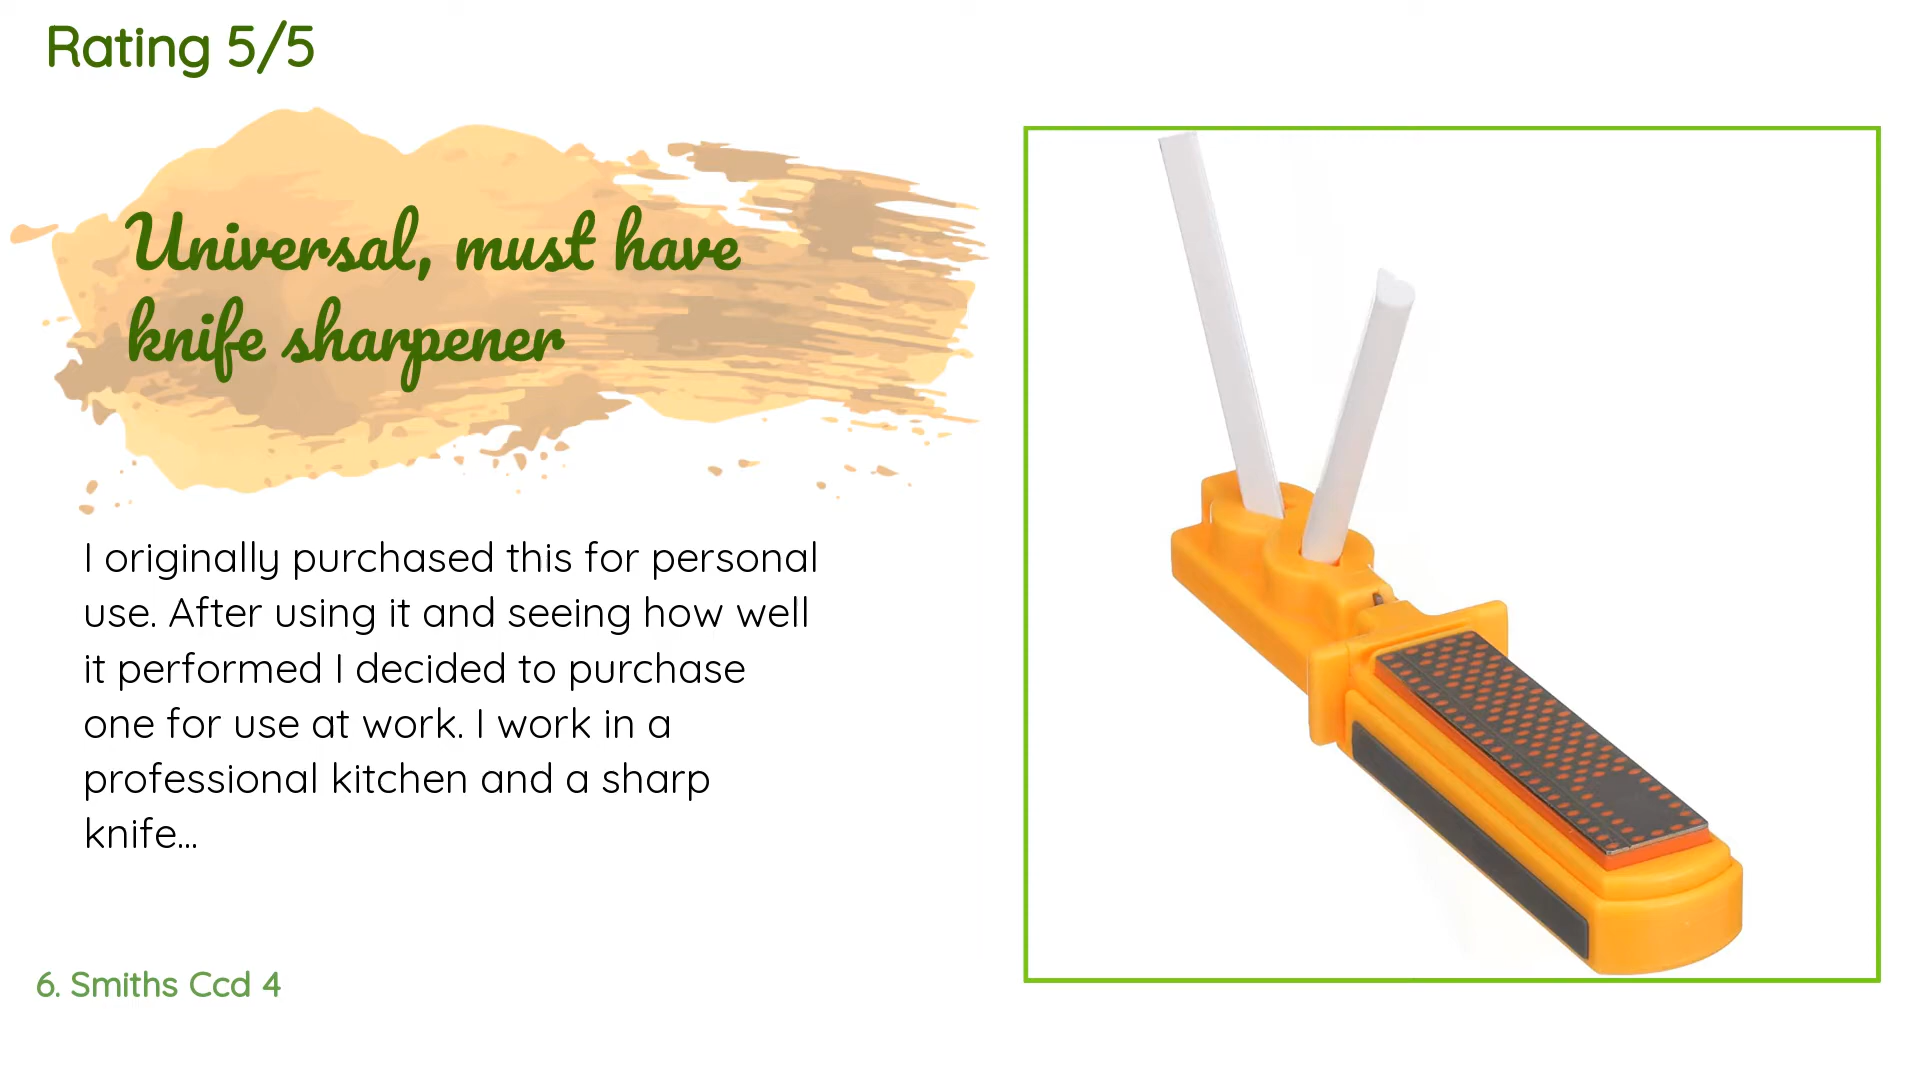 Rating 5/5
Universal, must have
knife sharpener
I originally purchased this for personal
use. After using it and seeing how well
it performed I decided to purchase
one for use at work. I work in a
professional kitchen and a sharp
knife...
6. Smiths Ccd 4